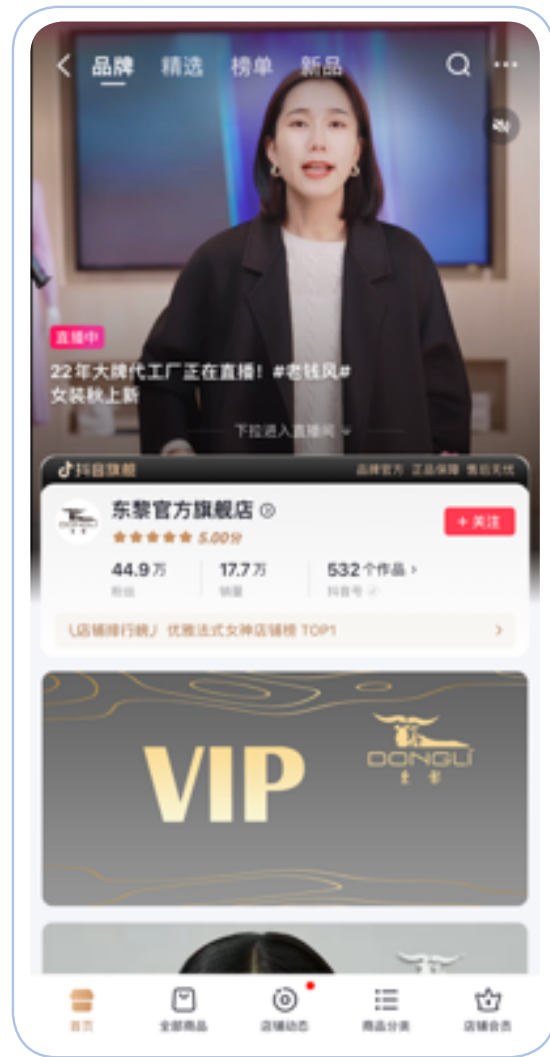 品牌 精选 榜单 新品
直播中
22年大牌代工厂正在直播！#老钱风#
女装秋上新
下拉进入直播间
抖音旗舰 品牌官方 正品保障 售后无忧
东黎官方旗舰店
5.00分
+ 关注
44.9万 17.7万 532个作品 ›
粉丝 销量 抖音号
店铺排行榜 优雅法式女神店铺榜 TOP1
VIP
DONGLI
东黎
首页 全部商品 店铺动态 商品分类 店铺会员